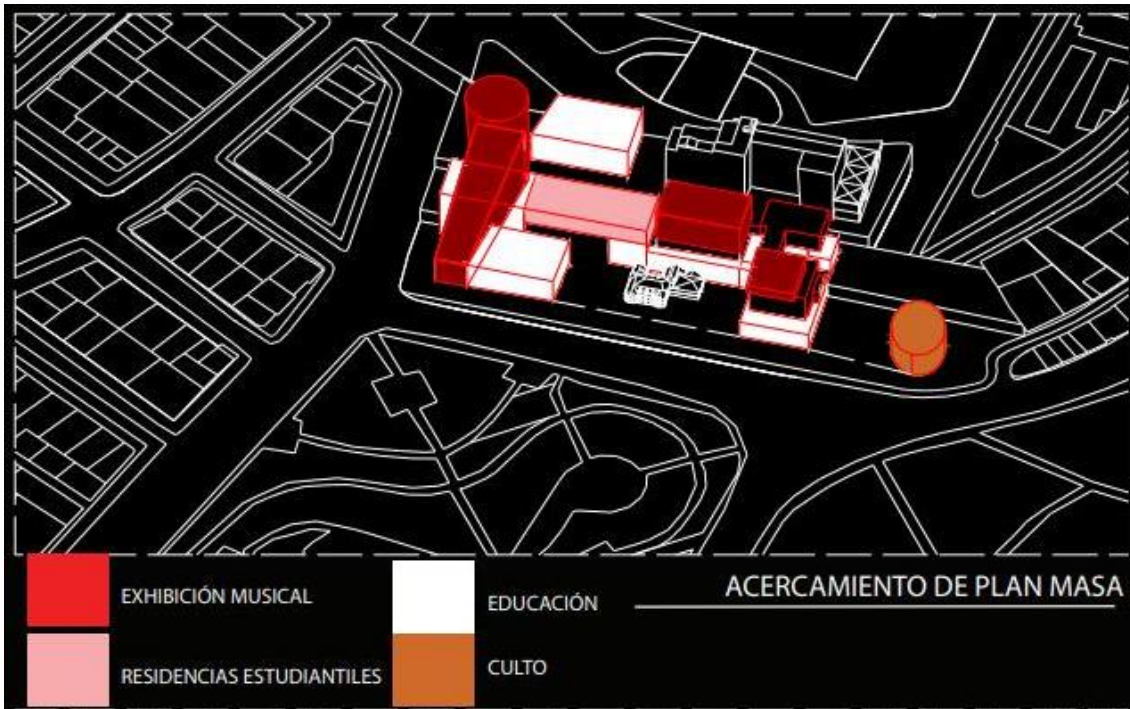 ACERCAMIENTO DE PLAN MASA
EXHIBICIÓN MUSICAL
EDUCACIÓN
RESIDENCIAS ESTUDIANTILES
CULTO